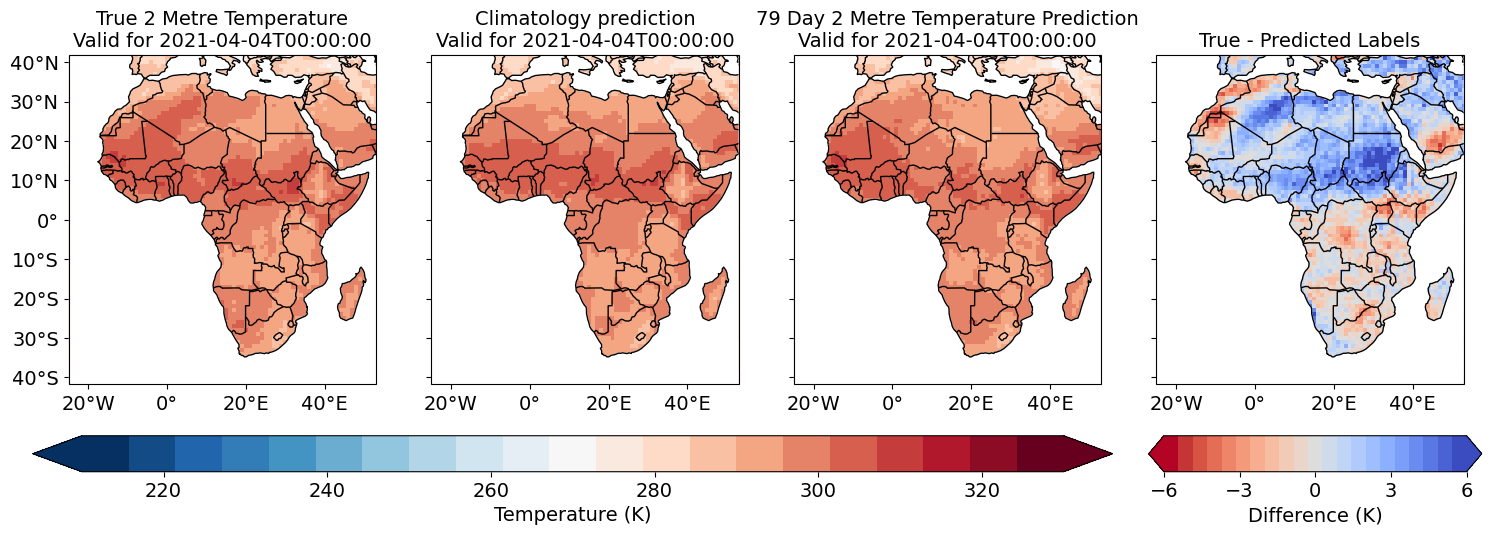 True 2 Metre Temperature
Valid for 2021-04-04T00:00:00
Climatology prediction
Valid for 2021-04-04T00:00:00
79 Day 2 Metre Temperature Prediction
Valid for 2021-04-04T00:00:00
True - Predicted Labels
40°N
30°N
20°N
10°N
0°
10°S
20°S
30°S
40°S
20°W 0° 20°E 40°E
20°W 0° 20°E 40°E
20°W 0° 20°E 40°E
20°W 0° 20°E 40°E
220 240 260 280 300 320
Temperature (K)
−6 −3 0 3 6
Difference (K)